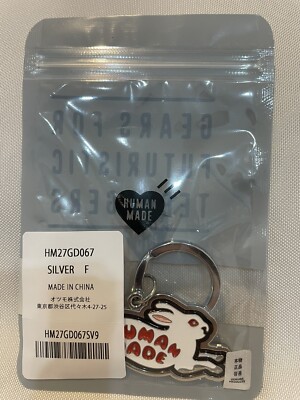 GEARS FOR
FUTURISTIC
TEENAGERS
HUMAN
MADE
HM27GD067
SILVER F
MADE IN CHINA
オツモ株式会社
東京都渋谷区代々木4-27-25
HM27GD067SV9
HUMAN
MADE